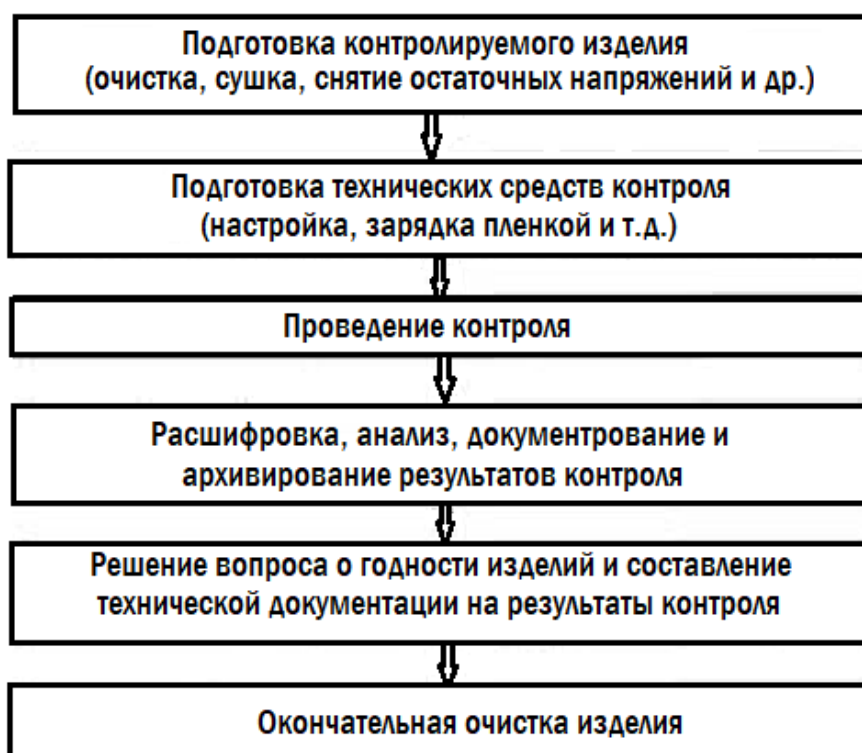 Подготовка контролируемого изделия
(очистка, сушка, снятие остаточных напряжений и др.)
Подготовка технических средств контроля
(настройка, зарядка пленкой и т.д.)
Проведение контроля
Расшифровка, анализ, документрование и
архивирование результатов контроля
Решение вопроса о годности изделий и составление
технической документации на результаты контроля
Окончательная очистка изделия